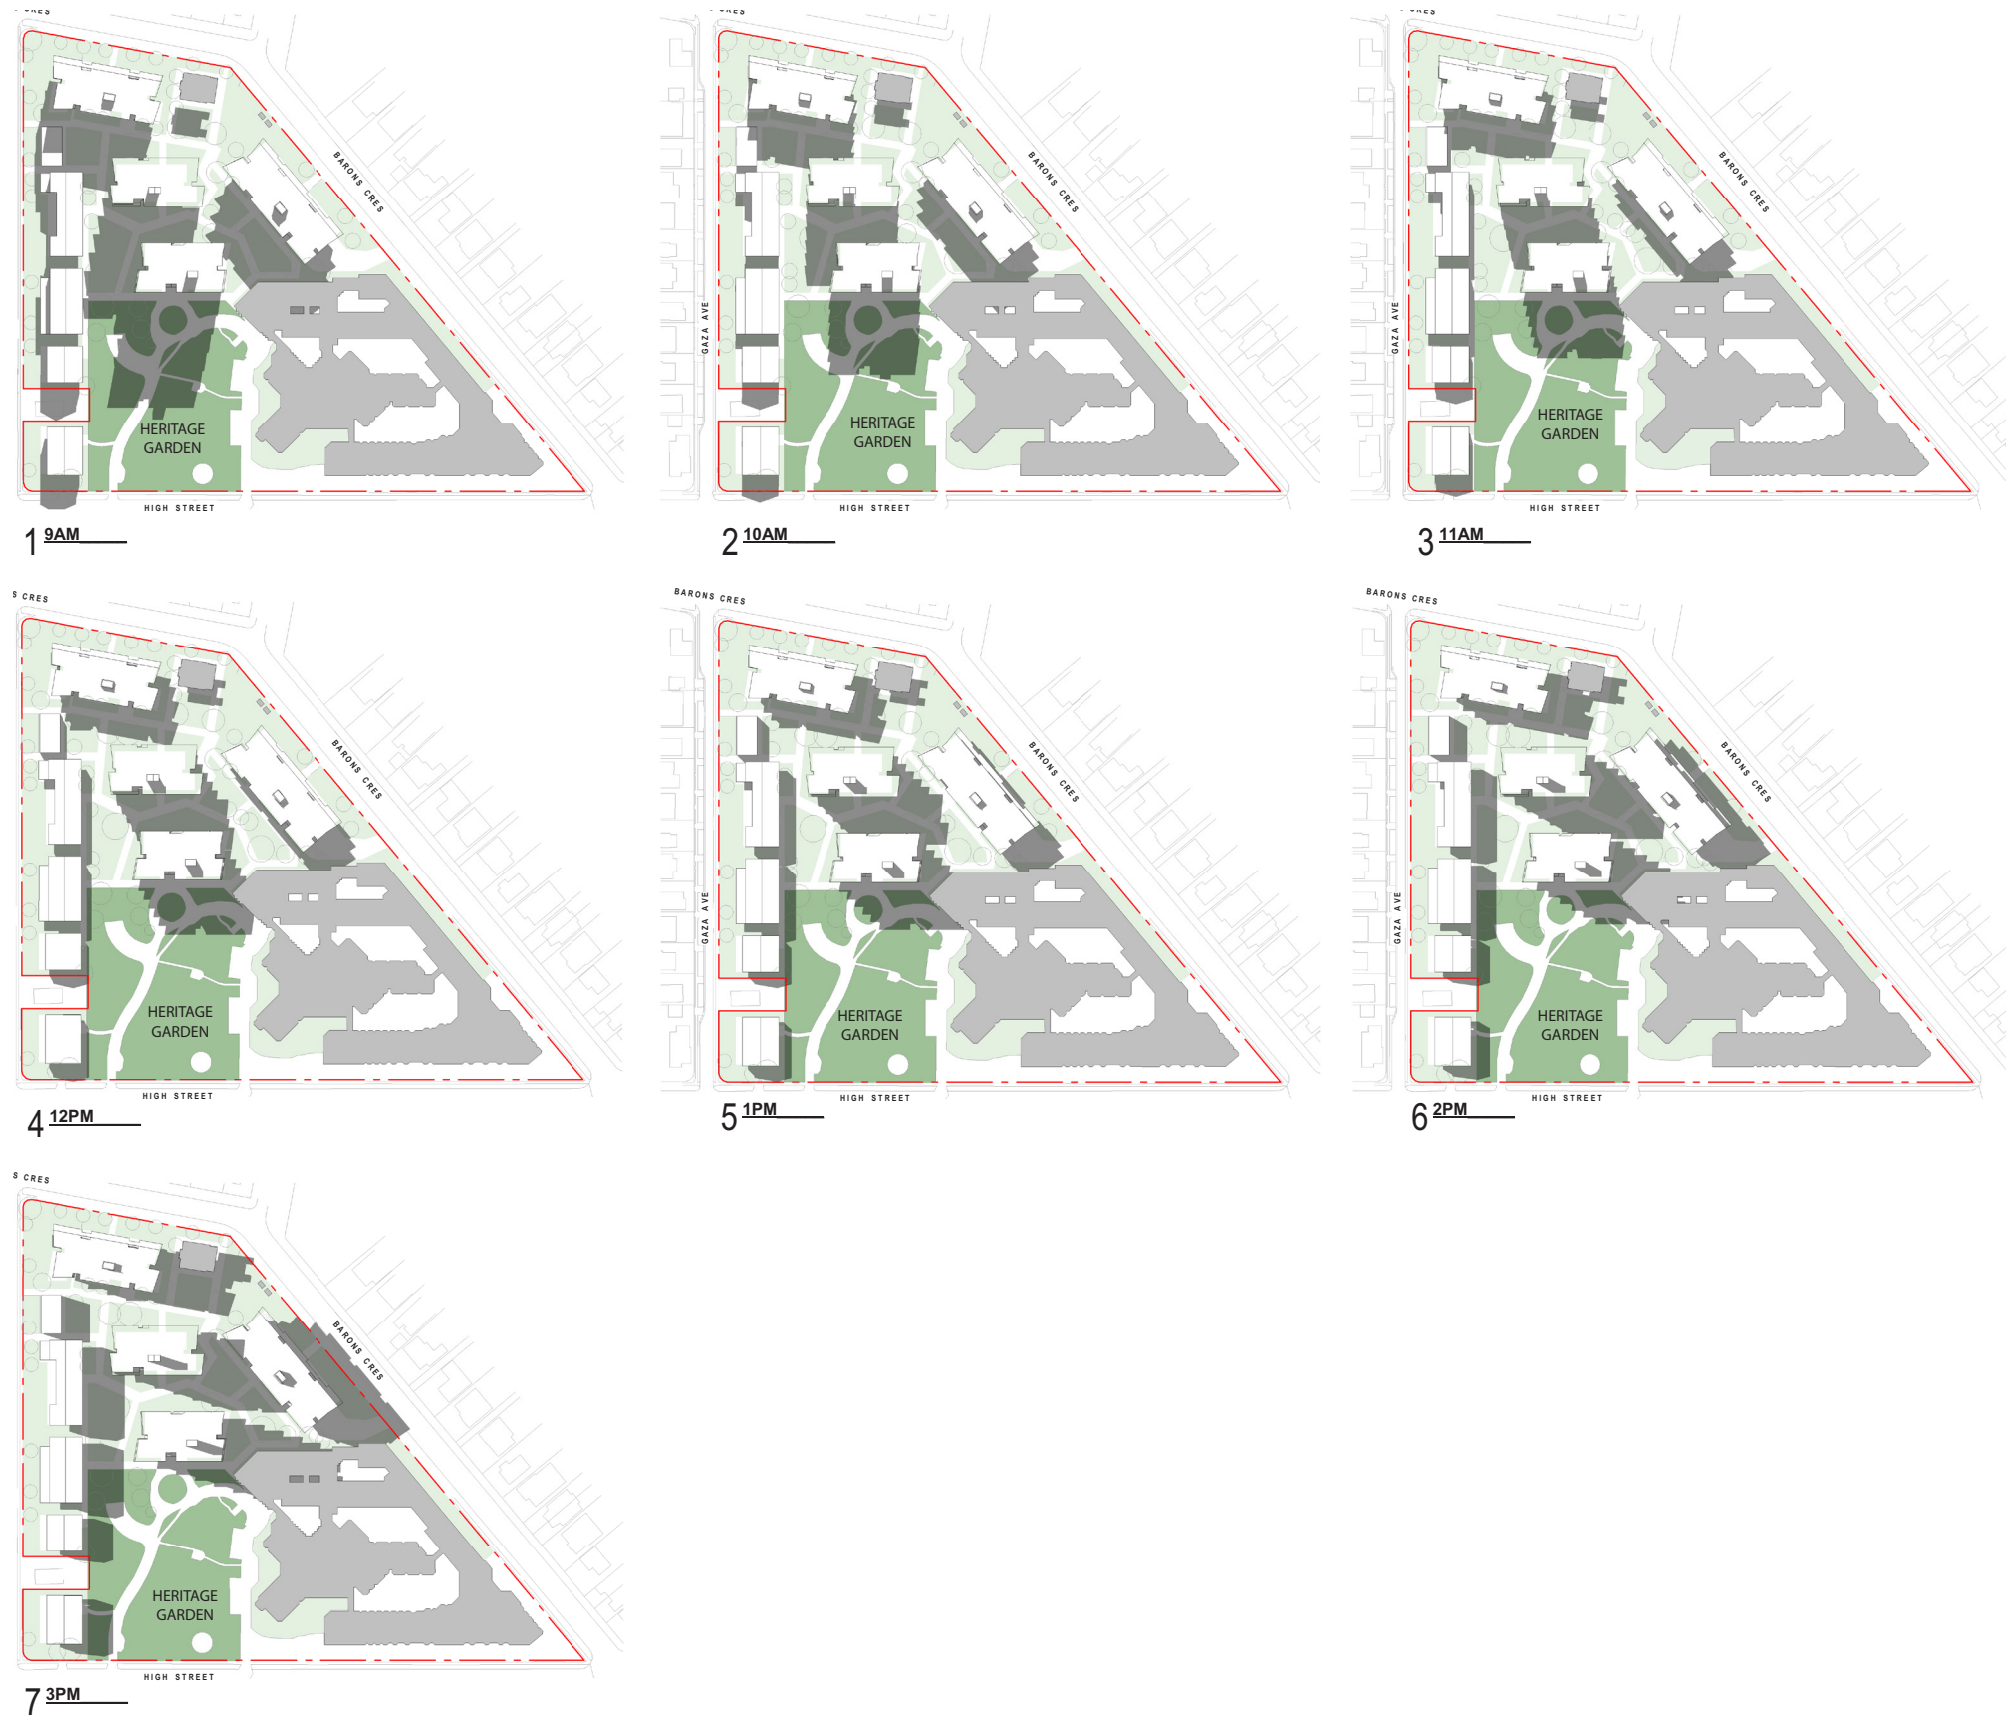 BARONS CRES
HERITAGE
GARDEN
HIGH STREET
1 9AM
BARONS CRES
GAZA AVE
HERITAGE
GARDEN
HIGH STREET
2 10AM
BARONS CRES
GAZA AVE
HERITAGE
GARDEN
HIGH STREET
3 11AM
S CRES
BARONS CRES
HERITAGE
GARDEN
HIGH STREET
4 12PM
BARONS CRES
BARONS CRES
GAZA AVE
HERITAGE
GARDEN
HIGH STREET
5 1PM
BARONS CRES
BARONS CRES
GAZA AVE
HERITAGE
GARDEN
HIGH STREET
6 2PM
S CRES
BARONS CRES
HERITAGE
GARDEN
HIGH STREET
7 3PM